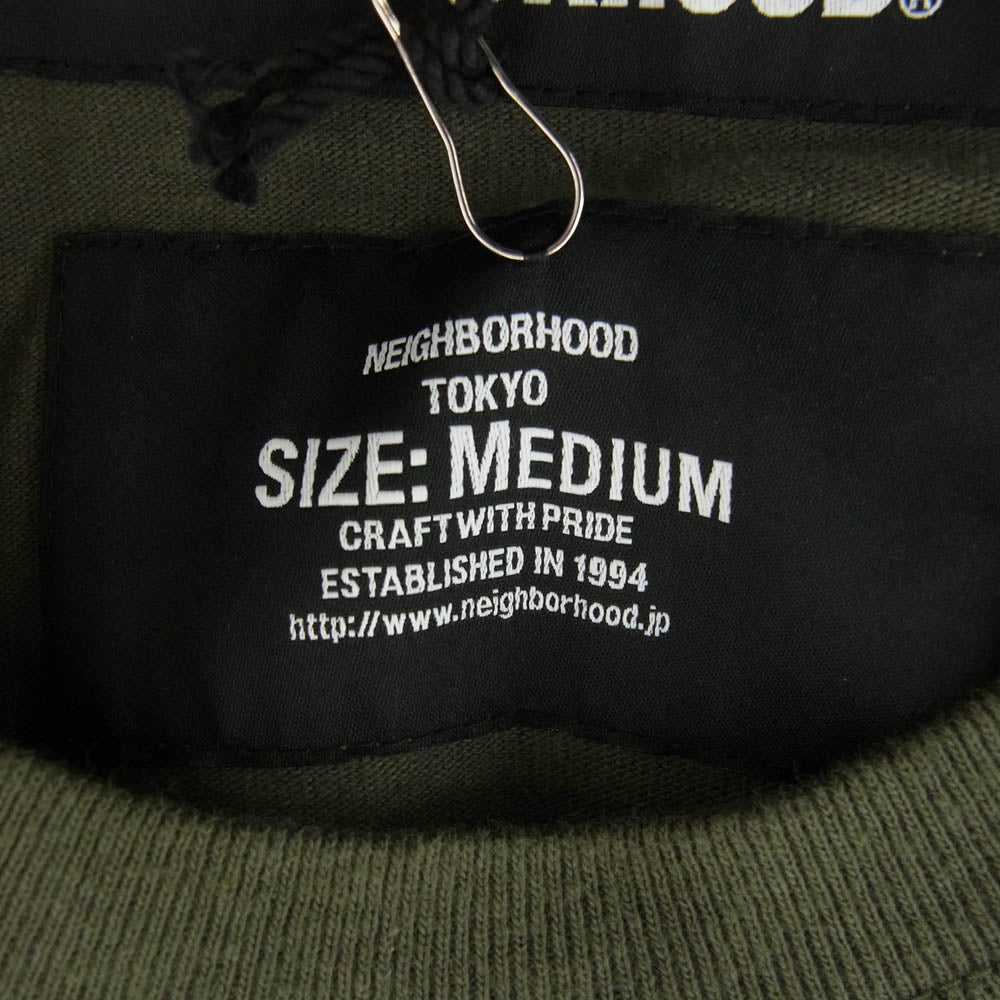 NEIGHBORHOOD
TOKYO
SIZE: MEDIUM
CRAFT WITH PRIDE
ESTABLISHED IN 1994
http://www.neighborhood.jp